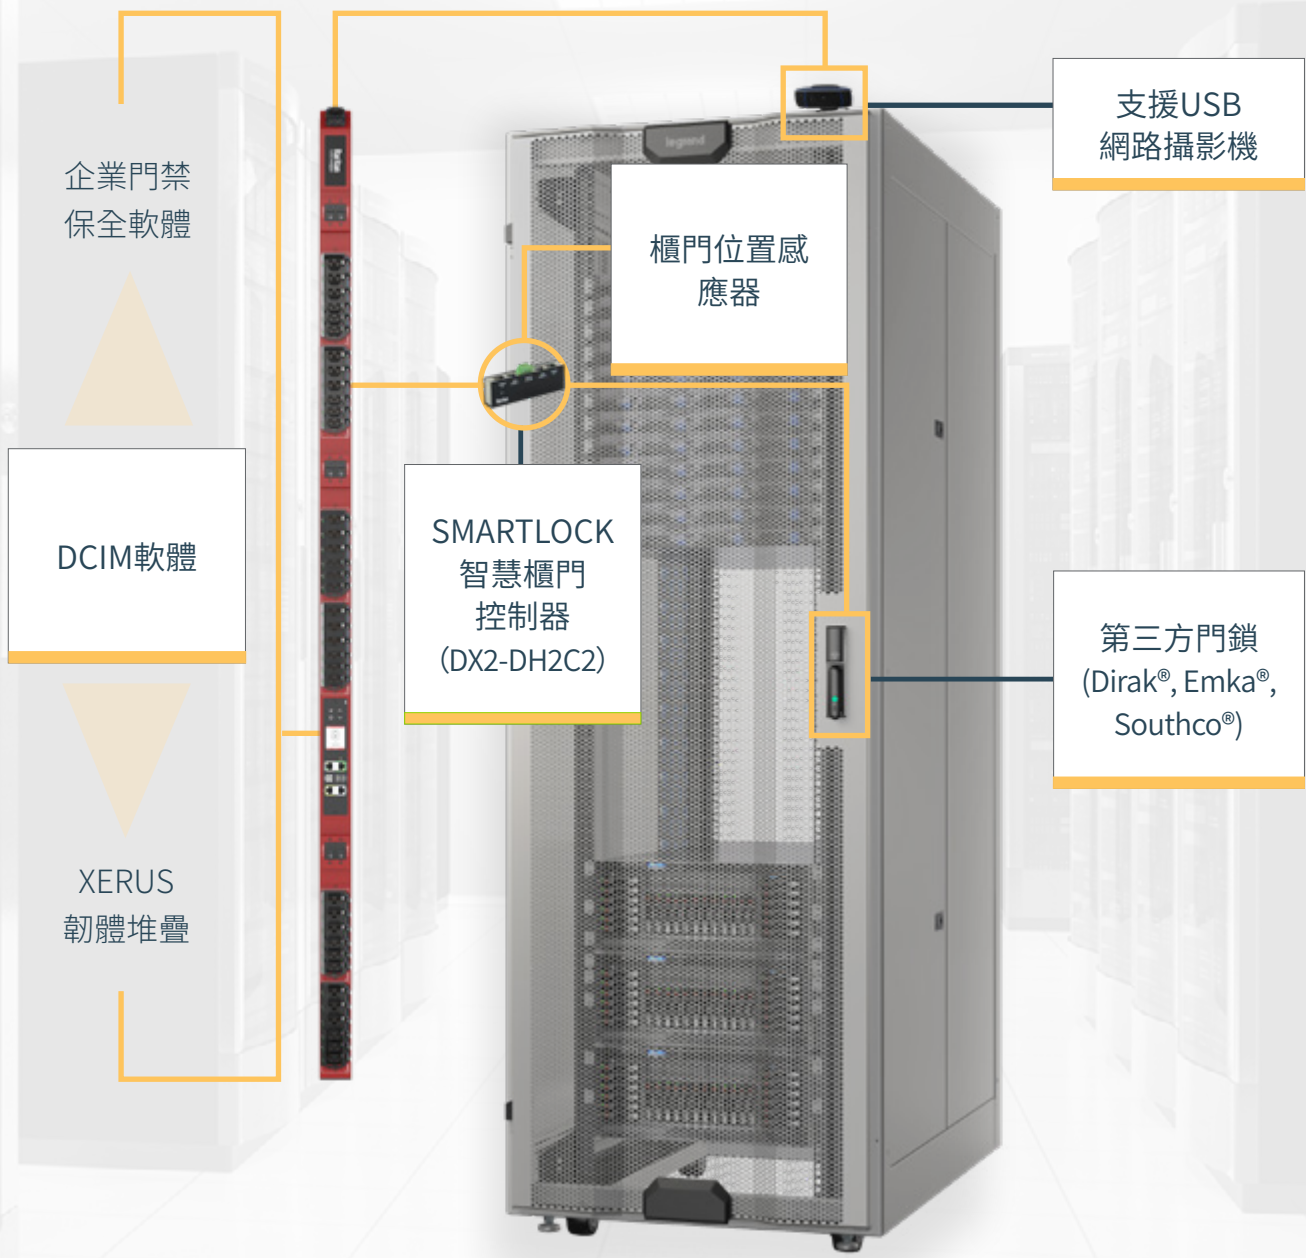 支援USB
網路攝影機
legrand
企業門禁
保全軟體
櫃門位置感
應器
DCIM軟體
SMARTLOCK
智慧櫃門
控制器
（DX2-DH2C2）
第三方門鎖
(Dirak®, Emka®,
Southco®)
XERUS
韌體堆疊